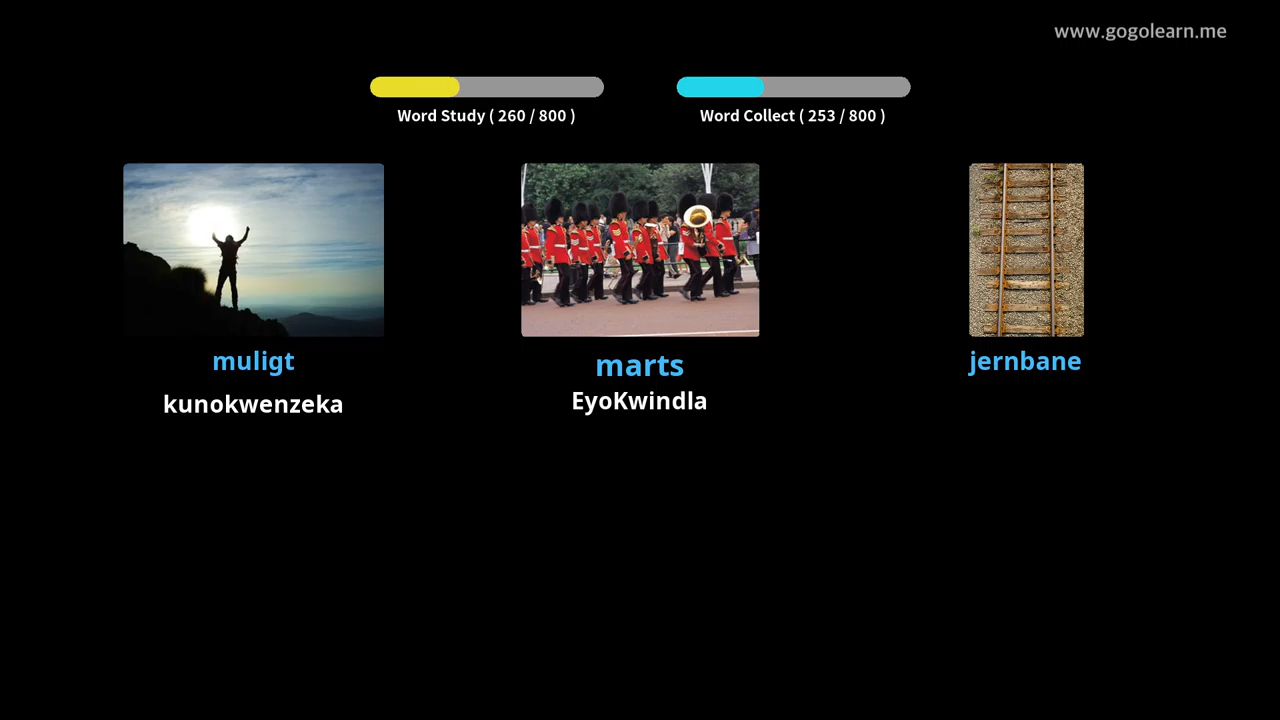 www.gogolearn.me
Word Study ( 260 / 800 )
Word Collect ( 253 / 800 )
muligt
marts
jernbane
kunokwenzeka
EyoKwindla